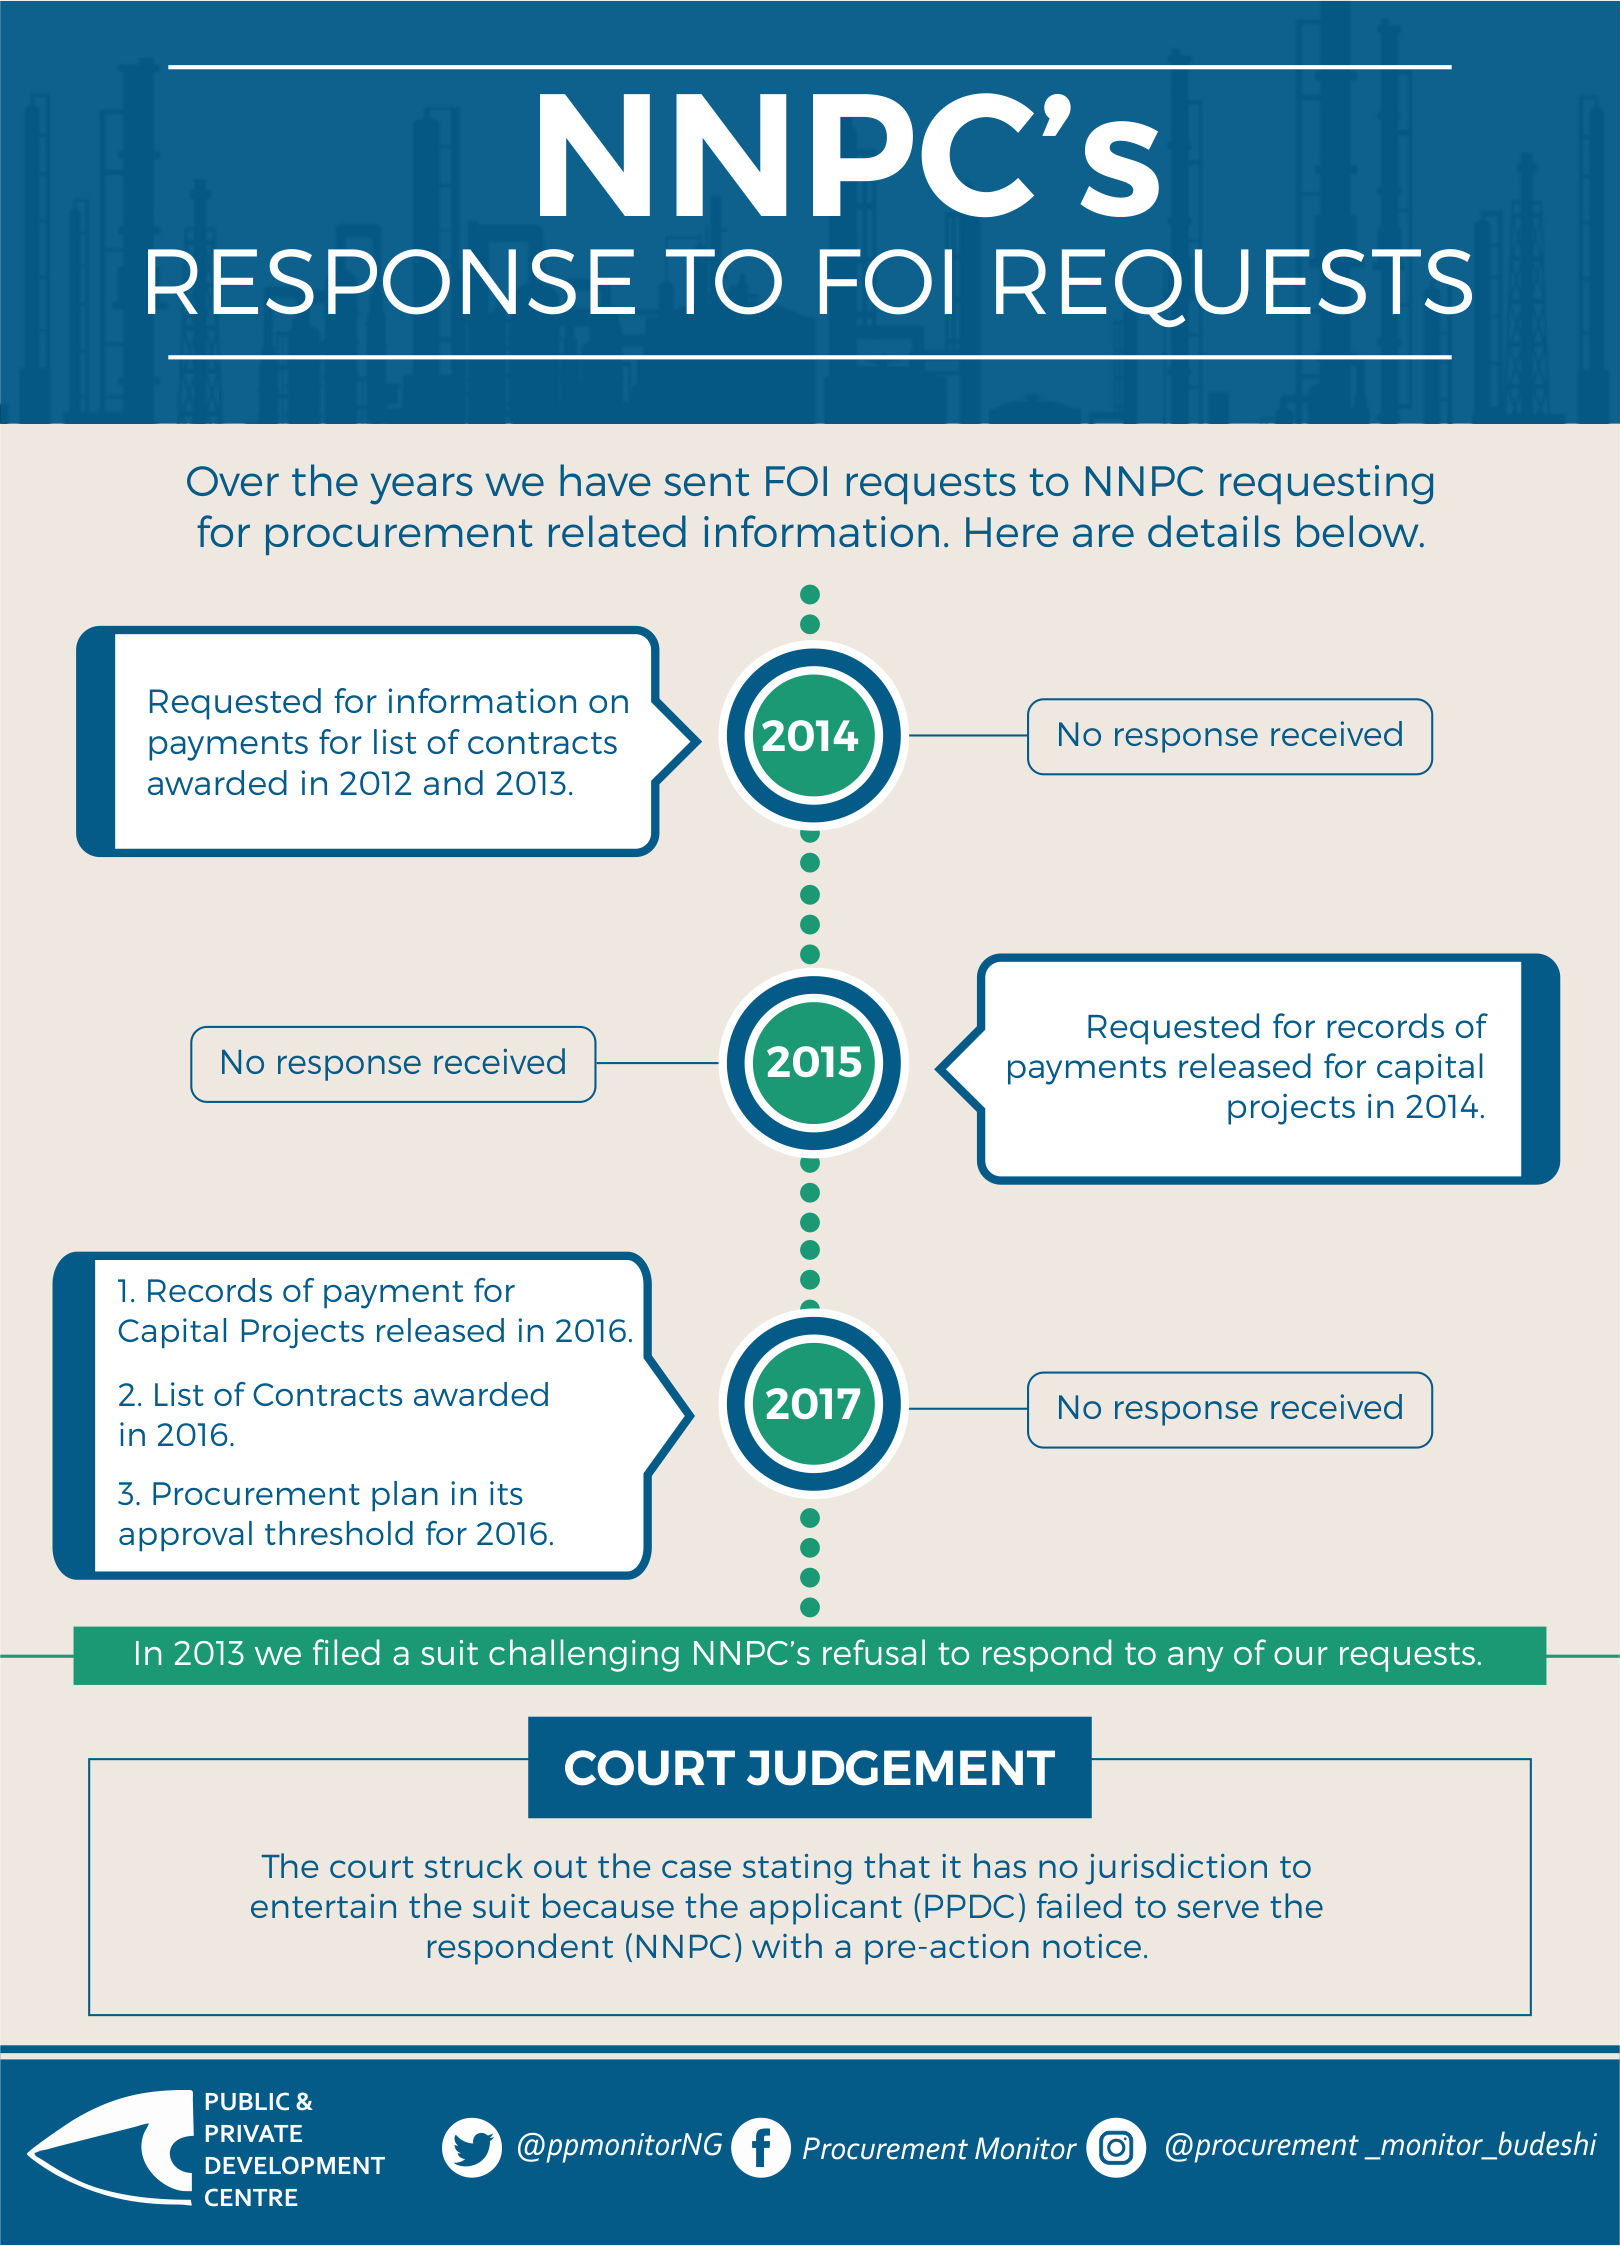 NNPC’s
RESPONSE TO FOI REQUESTS
Over the years we have sent FOI requests to NNPC requesting
for procurement related information. Here are details below.
Requested for information on
payments for list of contracts
awarded in 2012 and 2013.
2014
No response received
No response received
2015
Requested for records of
payments released for capital
projects in 2014.
1. Records of payment for
Capital Projects released in 2016.
2. List of Contracts awarded
in 2016.
3. Procurement plan in its
approval threshold for 2016.
2017
No response received
In 2013 we filed a suit challenging NNPC’s refusal to respond to any of our requests.
COURT JUDGEMENT
The court struck out the case stating that it has no jurisdiction to
entertain the suit because the applicant (PPDC) failed to serve the
respondent (NNPC) with a pre-action notice.
PUBLIC &
PRIVATE
DEVELOPMENT
CENTRE
@ppmonitorNG
Procurement Monitor
@procurement _monitor_budeshi